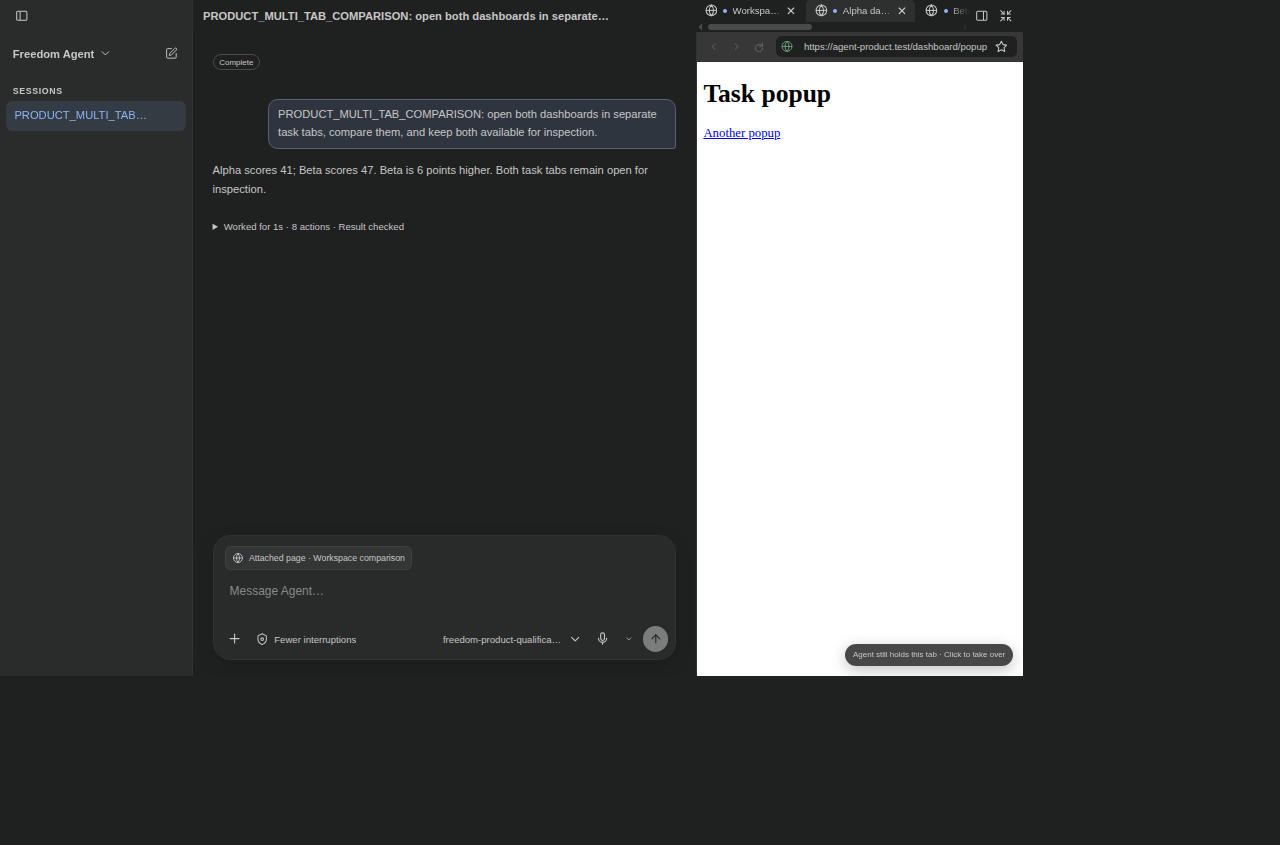 Freedom Agent
SESSIONS
PRODUCT_MULTI_TAB…
PRODUCT_MULTI_TAB_COMPARISON: open both dashboards in separate…
Complete
PRODUCT_MULTI_TAB_COMPARISON: open both dashboards in separate
task tabs, compare them, and keep both available for inspection.
Alpha scores 41; Beta scores 47. Beta is 6 points higher. Both task tabs remain open for
inspection.
Worked for 1s · 8 actions · Result checked
Attached page · Workspace comparison
Message Agent…
Fewer interruptions
freedom-product-qualifica…
Workspa…
Alpha da…
Bet
https://agent-product.test/dashboard/popup
Task popup
Another popup
Agent still holds this tab · Click to take over